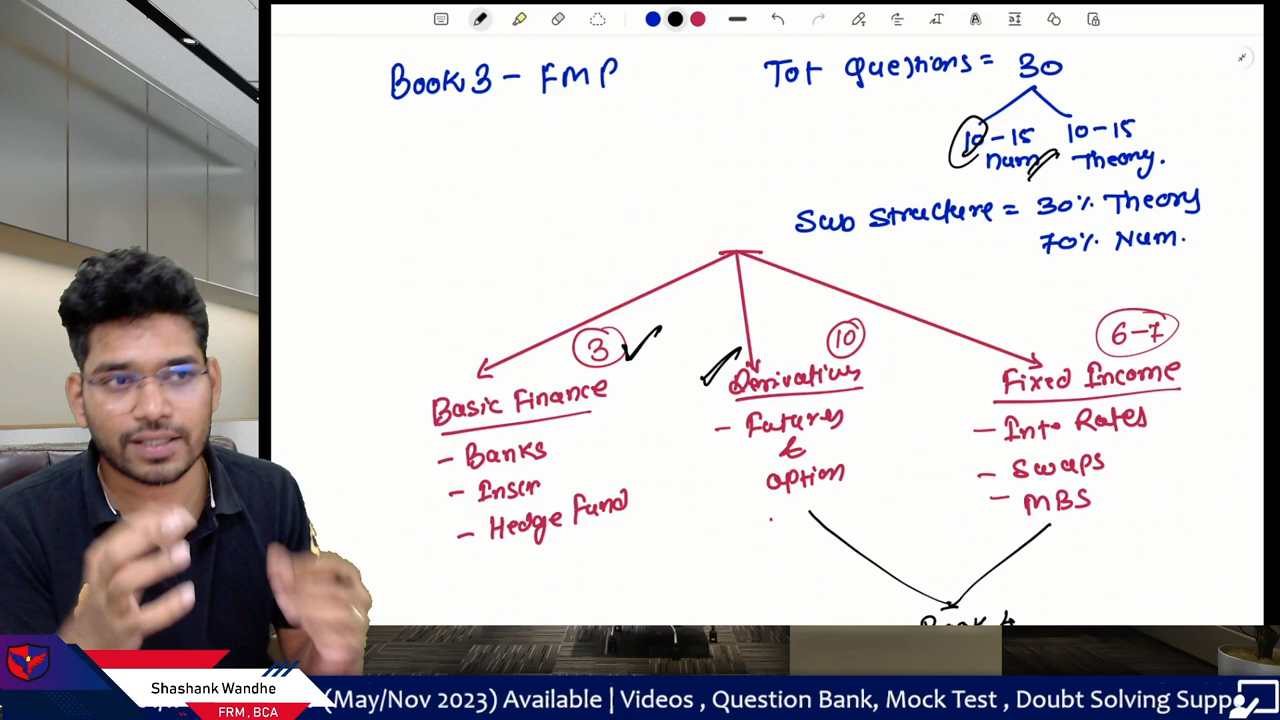 Book 3 - FMP
Tot Questions = 30
10-15 10-15
Num Theory.
Sub Structure = 30% Theory
70% Num.
3 10 6-7
Basic Finance
- Banks
- Insur
- Hedge Fund
Derivatives
- Futures
&
option
Fixed Income
- Int. Rates
- Swaps
- MBS
Book 4
Shashank Wandhe
FRM, BCA
(May/Nov 2023) Available | Videos , Question Bank, Mock Test , Doubt Solving Supp